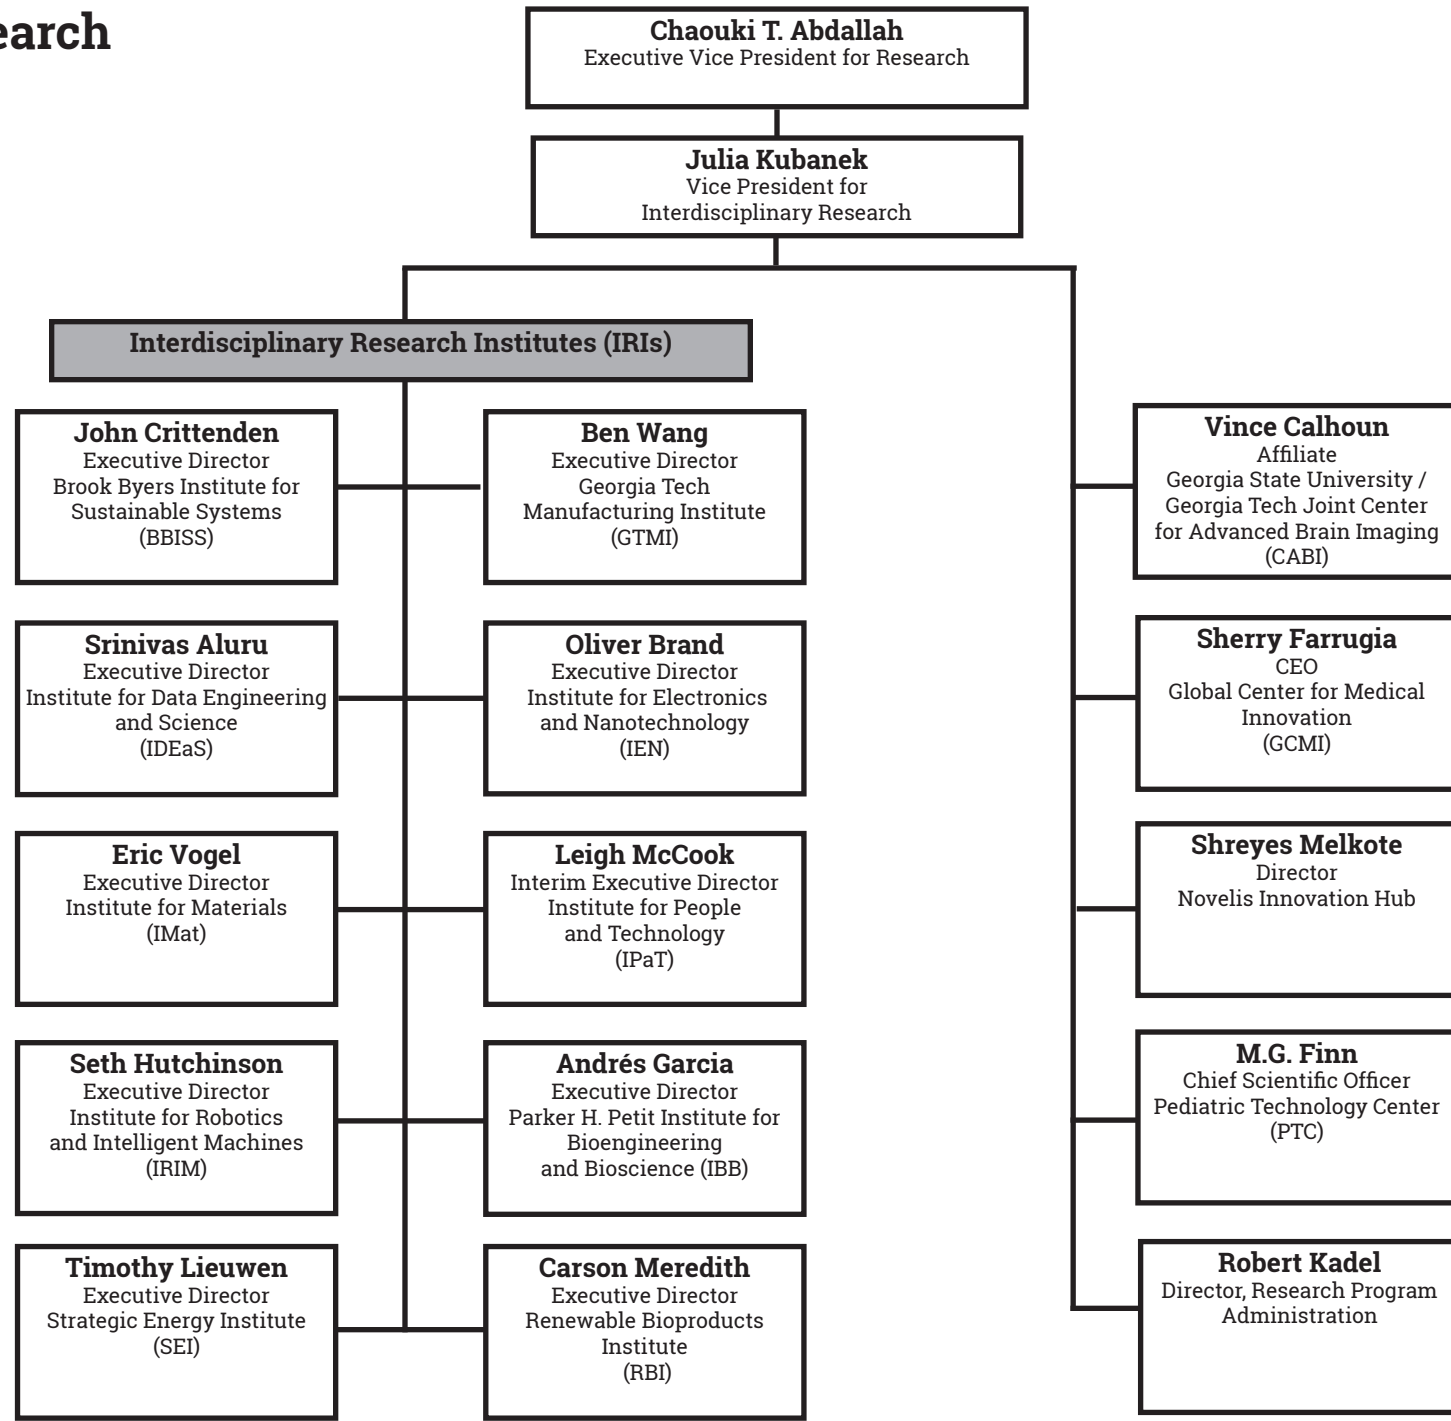 earch
Chaouki T. Abdallah
Executive Vice President for Research
Julia Kubanek
Vice President for
Interdisciplinary Research
Interdisciplinary Research Institutes (IRIs)
John Crittenden
Executive Director
Brook Byers Institute for
Sustainable Systems
(BBISS)
Ben Wang
Executive Director
Georgia Tech
Manufacturing Institute
(GTMI)
Vince Calhoun
Affiliate
Georgia State University /
Georgia Tech Joint Center
for Advanced Brain Imaging
(CABI)
Srinivas Aluru
Executive Director
Institute for Data Engineering
and Science
(IDEaS)
Oliver Brand
Executive Director
Institute for Electronics
and Nanotechnology
(IEN)
Sherry Farrugia
CEO
Global Center for Medical
Innovation
(GCMI)
Eric Vogel
Executive Director
Institute for Materials
(IMat)
Leigh McCook
Interim Executive Director
Institute for People
and Technology
(IPaT)
Shreyes Melkote
Director
Novelis Innovation Hub
Seth Hutchinson
Executive Director
Institute for Robotics
and Intelligent Machines
(IRIM)
Andrés Garcia
Executive Director
Parker H. Petit Institute for
Bioengineering
and Bioscience (IBB)
M.G. Finn
Chief Scientific Officer
Pediatric Technology Center
(PTC)
Timothy Lieuwen
Executive Director
Strategic Energy Institute
(SEI)
Carson Meredith
Executive Director
Renewable Bioproducts
Institute
(RBI)
Robert Kadel
Director, Research Program
Administration